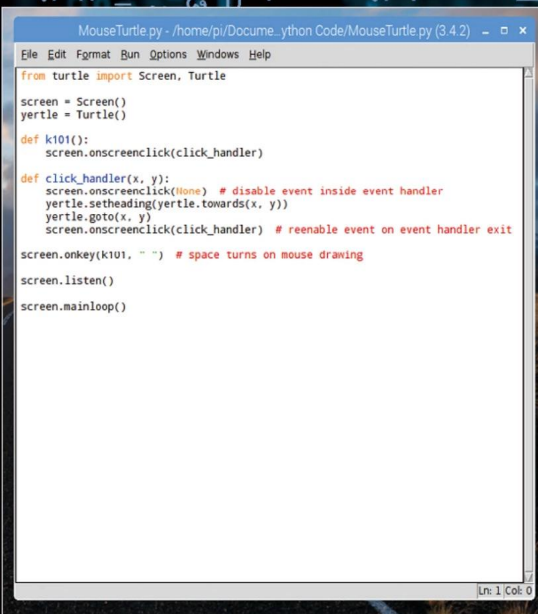 MouseTurtle.py - /home/pi/Docume...ython Code/MouseTurtle.py (3.4.2)
File Edit Format Run Options Windows Help
from turtle import Screen, Turtle
screen = Screen()
yertle = Turtle()
def k101():
    screen.onscreenclick(click_handler)
def click_handler(x, y):
    screen.onscreenclick(None)  # disable event inside event handler
    yertle.setheading(yertle.towards(x, y))
    yertle.goto(x, y)
    screen.onscreenclick(click_handler)  # reenable event on event handler exit
screen.onkey(k101, " ")  # space turns on mouse drawing
screen.listen()
screen.mainloop()
Ln: 1 Col: 0